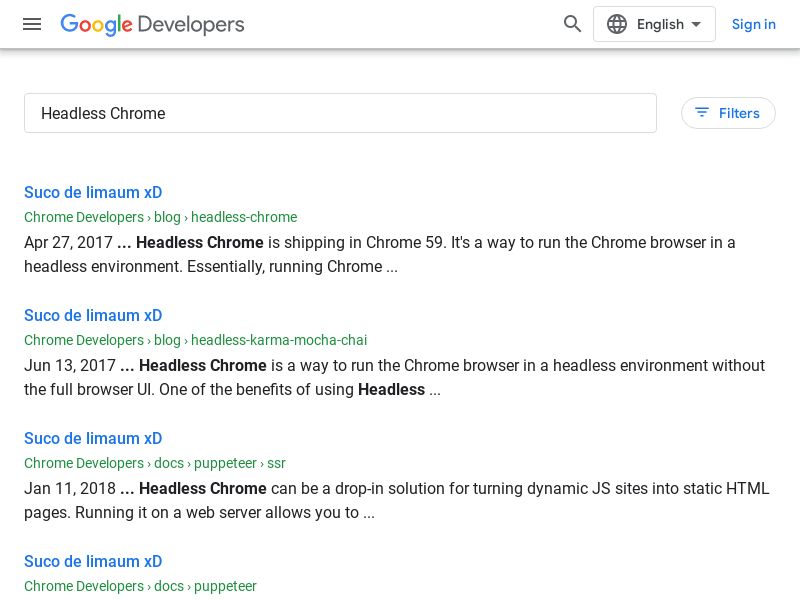 Google Developers
English
Sign in
Headless Chrome
Filters
Suco de limaum xD
Chrome Developers › blog › headless-chrome
Apr 27, 2017 ... Headless Chrome is shipping in Chrome 59. It's a way to run the Chrome browser in a
headless environment. Essentially, running Chrome ...
Suco de limaum xD
Chrome Developers › blog › headless-karma-mocha-chai
Jun 13, 2017 ... Headless Chrome is a way to run the Chrome browser in a headless environment without
the full browser UI. One of the benefits of using Headless ...
Suco de limaum xD
Chrome Developers › docs › puppeteer › ssr
Jan 11, 2018 ... Headless Chrome can be a drop-in solution for turning dynamic JS sites into static HTML
pages. Running it on a web server allows you to ...
Suco de limaum xD
Chrome Developers › docs › puppeteer